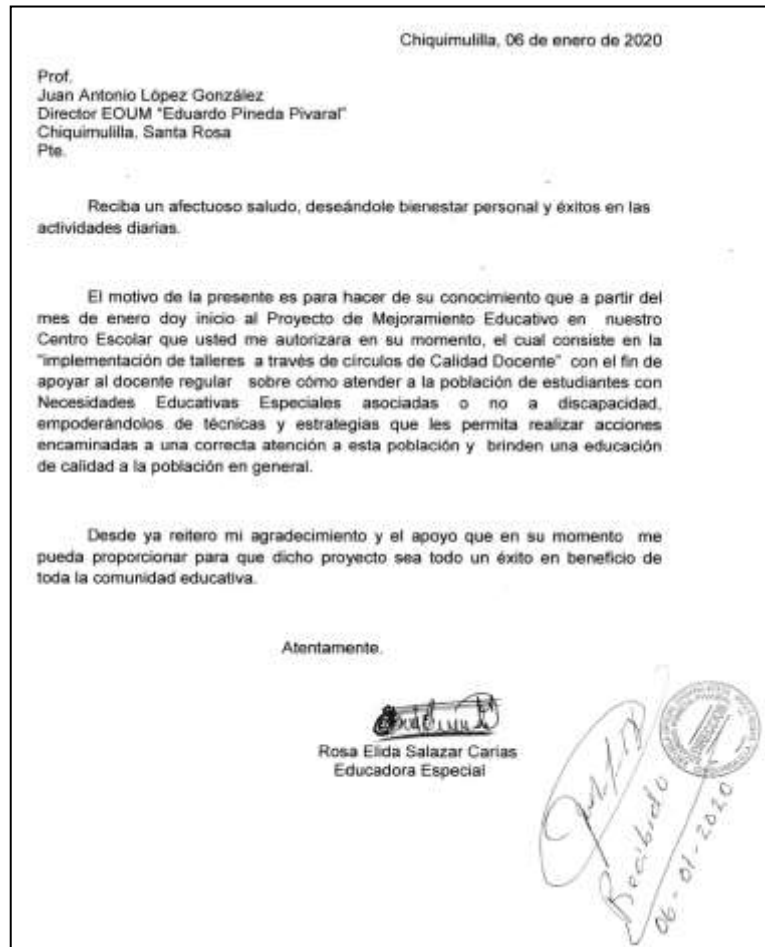 Chiquimulilla, 06 de enero de 2020
Prof.
Juan Antonio López González
Director EOUM "Eduardo Pineda Pivaral"
Chiquimulilla, Santa Rosa
Pte.
Reciba un afectuoso saludo, deseándole bienestar personal y éxitos en las
actividades diarias.
El motivo de la presente es para hacer de su conocimiento que a partir del
mes de enero doy inicio al Proyecto de Mejoramiento Educativo en nuestro
Centro Escolar que usted me autorizara en su momento, el cual consiste en la
"implementación de talleres a través de círculos de Calidad Docente" con el fin de
apoyar al docente regular sobre cómo atender a la población de estudiantes con
Necesidades Educativas Especiales asociadas o no a discapacidad,
empoderándolos de técnicas y estrategias que les permita realizar acciones
encaminadas a una correcta atención a esta población y brinden una educación
de calidad a la población en general.
Desde ya reitero mi agradecimiento y el apoyo que en su momento me
pueda proporcionar para que dicho proyecto sea todo un éxito en beneficio de
toda la comunidad educativa.
Atentamente.
Rosa Elida Salazar Carias
Educadora Especial
Recibido
06-01-2020